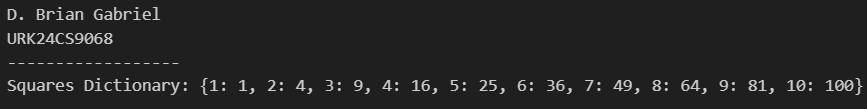 D. Brian Gabriel
URK24CS9068
------------------
Squares Dictionary: {1: 1, 2: 4, 3: 9, 4: 16, 5: 25, 6: 36, 7: 49, 8: 64, 9: 81, 10: 100}